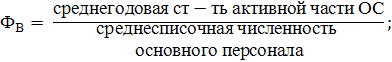 Ф_В = среднегодовая ст − ть активной части ОС / среднесписочная численность основного персонала ;